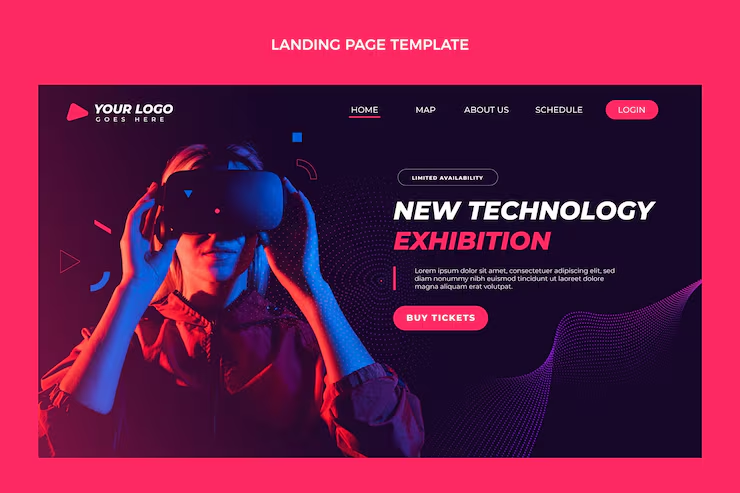 LANDING PAGE TEMPLATE
YOUR LOGO
GOES HERE
HOME MAP ABOUT US SCHEDULE LOGIN
LIMITED AVAILABILITY
NEW TECHNOLOGY
EXHIBITION
Lorem ipsum dolor sit amet, consectetuer adipiscing elit, sed
diam nonummy nibh euismod tincidunt ut laoreet dolore
magna aliquam erat volutpat.
BUY TICKETS